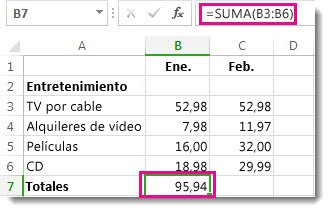 B7 fx =SUMA(B3:B6)
A B C D
1 Ene. Feb.
2 Entretenimiento
3 TV por cable 52,98 52,98
4 Alquileres de vídeo 7,98 11,97
5 Películas 16,00 32,00
6 CD 18,98 29,99
7 Totales 95,94